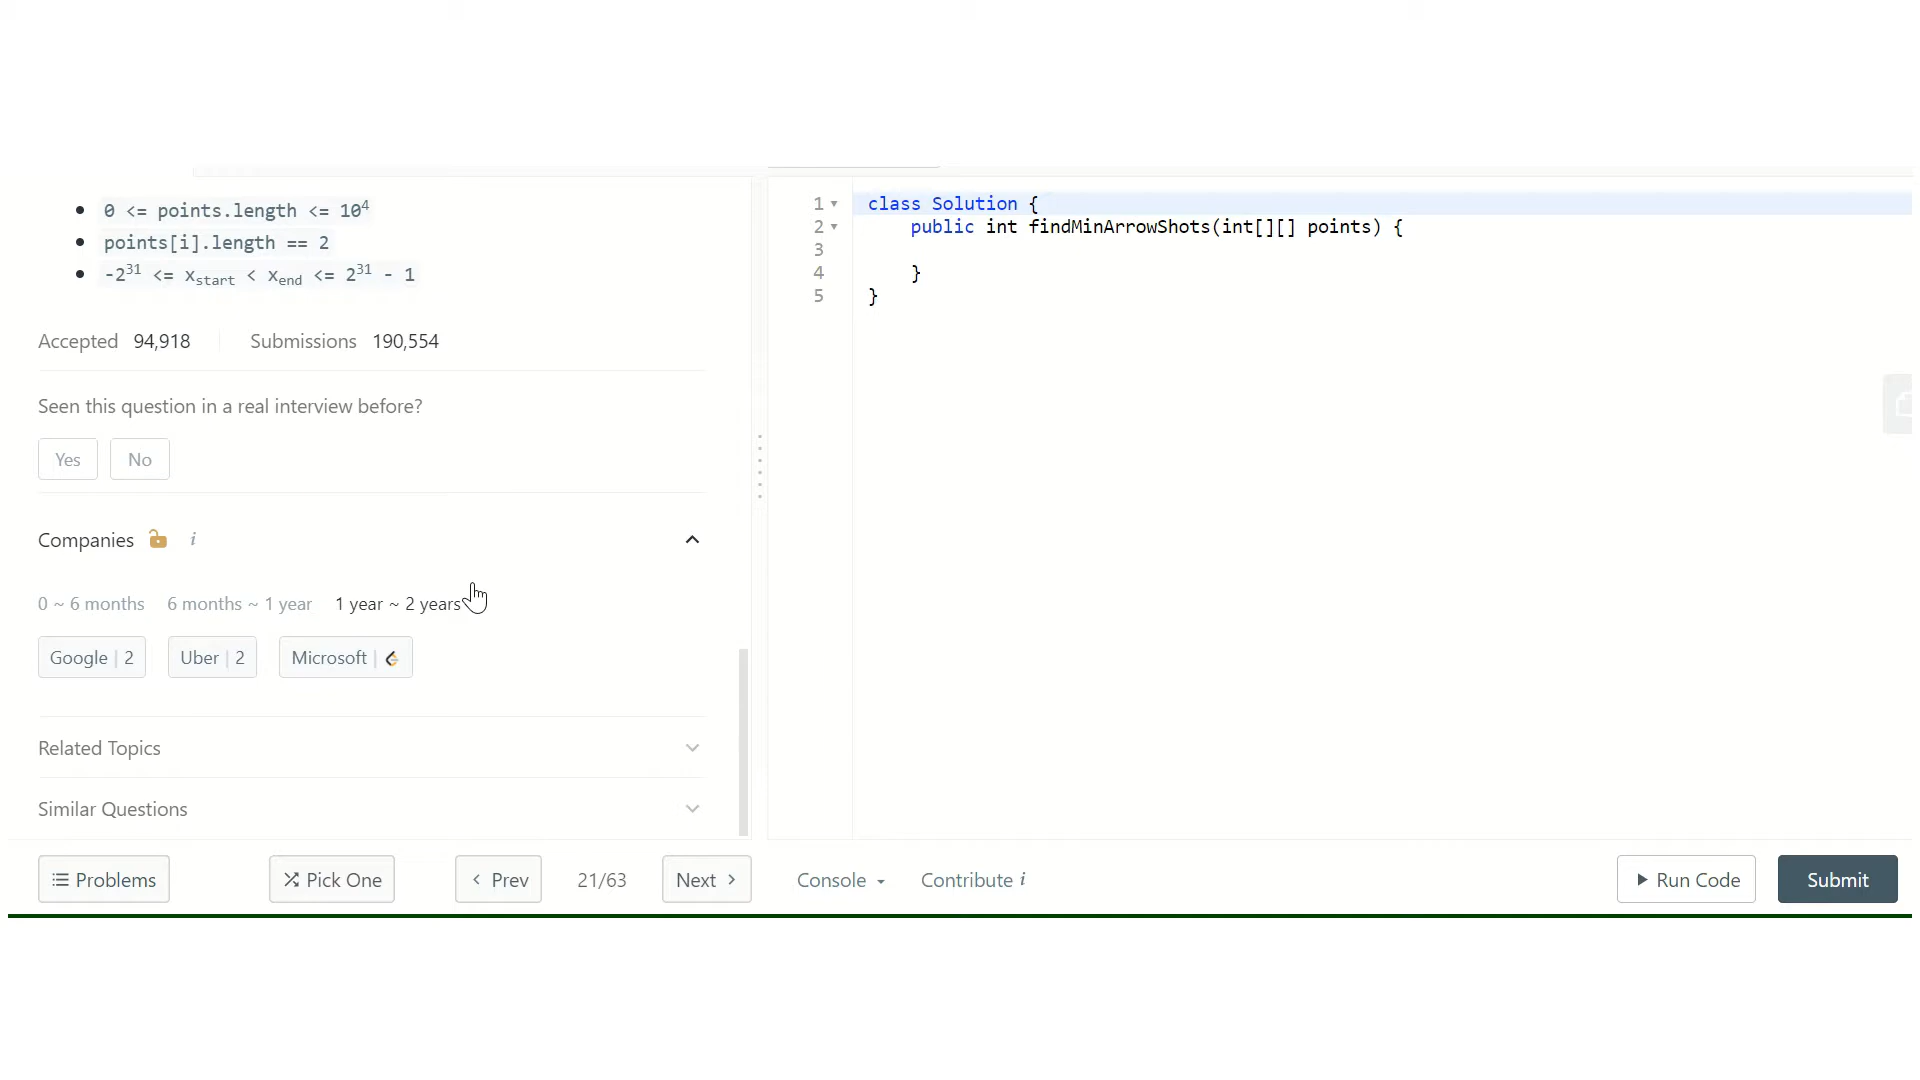 0 <= points.length <= 10⁴
points[i].length == 2
-2³¹ <= xstart < xend <= 2³¹ - 1
Accepted 94,918 Submissions 190,554
Seen this question in a real interview before?
Yes No
Companies i
0 ~ 6 months 6 months ~ 1 year 1 year ~ 2 years
Google | 2 Uber | 2 Microsoft |
Related Topics
Similar Questions
Problems Pick One < Prev 21/63 Next >
1 class Solution {
2 public int findMinArrowShots(int[][] points) {
3
4 }
5 }
Console Contribute i Run Code Submit